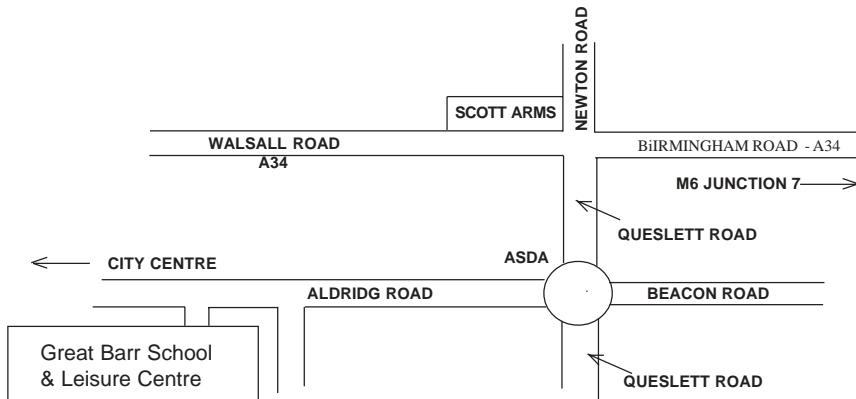 NEWTON ROAD
SCOTT ARMS
WALSALL ROAD
A34
BiIRMINGHAM ROAD - A34
M6 JUNCTION 7
QUESLETT ROAD
CITY CENTRE
ASDA
ALDRIDG ROAD
BEACON ROAD
Great Barr School
& Leisure Centre
QUESLETT ROAD